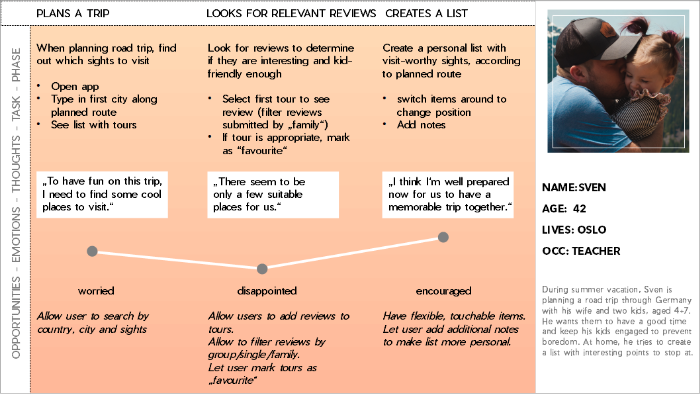 PLANS A TRIP
LOOKS FOR RELEVANT REVIEWS
CREATES A LIST
OPPORTUNITIES - EMOTIONS - THOUGHTS - TASK - PHASE
When planning road trip, find
out which sights to visit
• Open app
• Type in first city along
planned route
• See list with tours
Look for reviews to determine
if they are interesting and kid-
friendly enough
• Select first tour to see
review (filter reviews
submitted by „family“)
• If tour is appropriate, mark
as “favourite“
Create a personal list with
visit-worthy sights, according
to planned route
• switch items around to
change position
• Add notes
„To have fun on this trip,
I need to find some cool
places to visit.“
„There seem to be
only a few suitable
places for us.“
„I think I’m well prepared
now for us to have a
memorable trip together.“
worried
disappointed
encouraged
Allow user to search by
country, city and sights
Allow users to add reviews to
tours.
Allow to filter reviews by
group/single/family.
Let user mark tours as
„favourite“
Have flexible, touchable items.
Let user add additional notes
to make list more personal.
NAME:SVEN
AGE: 42
LIVES: OSLO
OCC: TEACHER
During summer vacation, Sven is
planning a road trip through Germany
with his wife and two kids, aged 4+7.
He wants them to have a good time
and keep his kids engaged to prevent
boredom. At home, he tries to create
a list with interesting points to stop at.